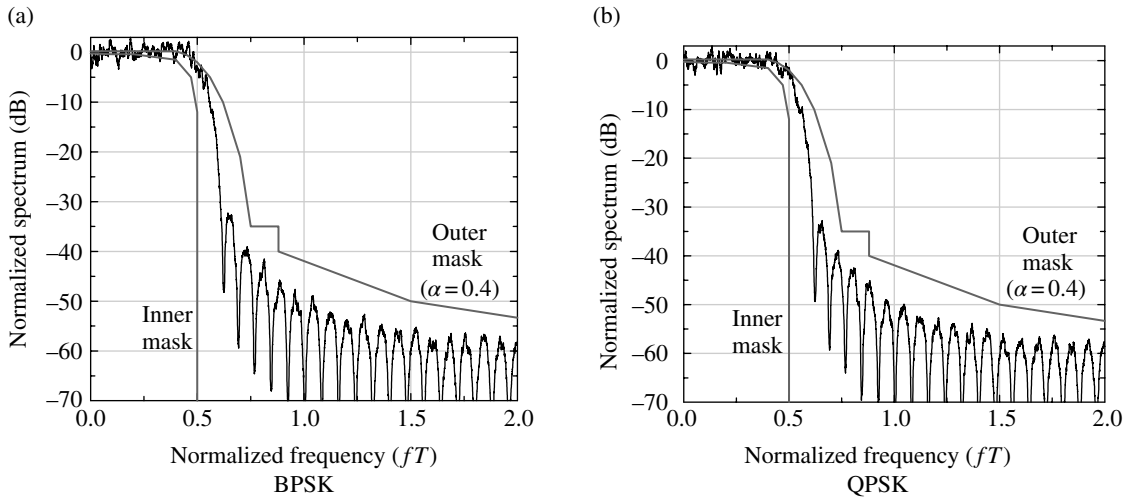 (a)
Normalized spectrum (dB)
0
−10
−20
−30
−40
−50
−60
−70
0.0
0.5
1.0
1.5
2.0
Inner
mask
Outer
mask
(α = 0.4)
Normalized frequency (fT)
BPSK
(b)
Normalized spectrum (dB)
0
−10
−20
−30
−40
−50
−60
−70
0.0
0.5
1.0
1.5
2.0
Inner
mask
Outer
mask
(α = 0.4)
Normalized frequency (fT)
QPSK